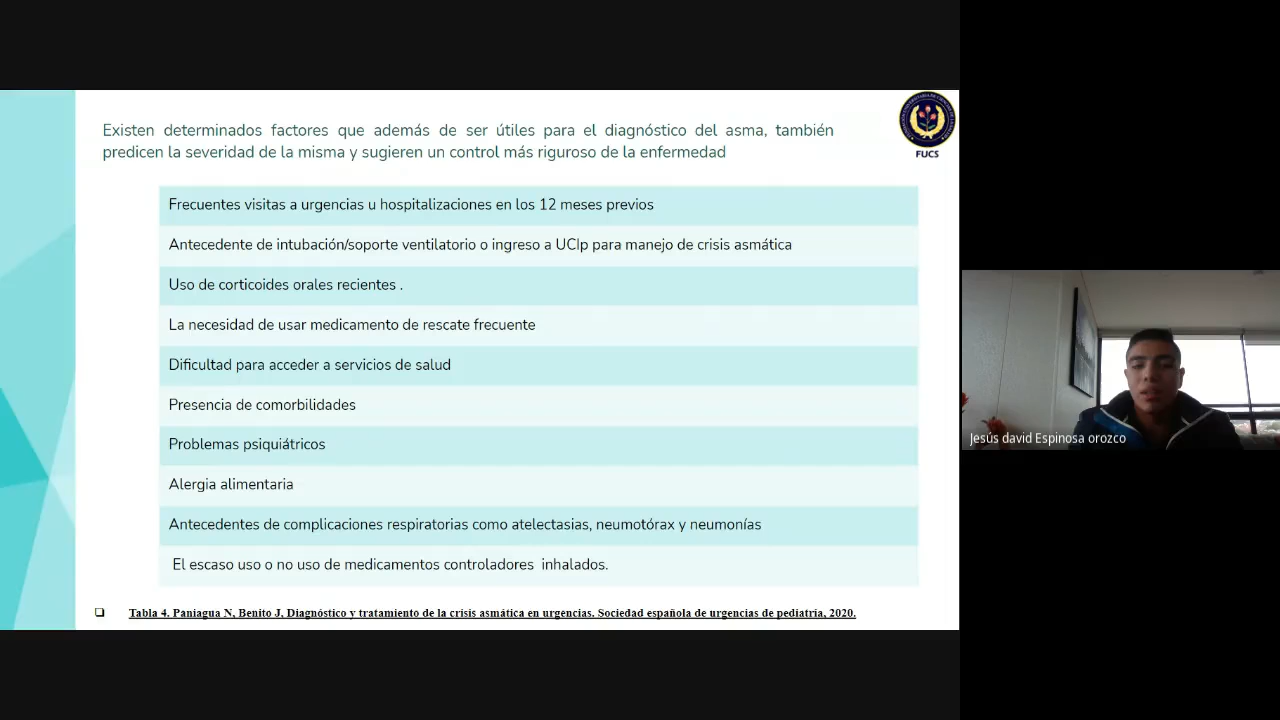 Existen determinados factores que además de ser útiles para el diagnóstico del asma, también
predicen la severidad de la misma y sugieren un control más riguroso de la enfermedad
FUCS
Frecuentes visitas a urgencias u hospitalizaciones en los 12 meses previos
Antecedente de intubación/soporte ventilatorio o ingreso a UCIp para manejo de crisis asmática
Uso de corticoides orales recientes .
La necesidad de usar medicamento de rescate frecuente
Dificultad para acceder a servicios de salud
Presencia de comorbilidades
Problemas psiquiátricos
Alergia alimentaria
Antecedentes de complicaciones respiratorias como atelectasias, neumotórax y neumonías
El escaso uso o no uso de medicamentos controladores inhalados.
Tabla 4. Paniagua N, Benito J, Diagnóstico y tratamiento de la crisis asmática en urgencias. Sociedad española de urgencias de pediatria, 2020.
Jesús david Espinosa orozco